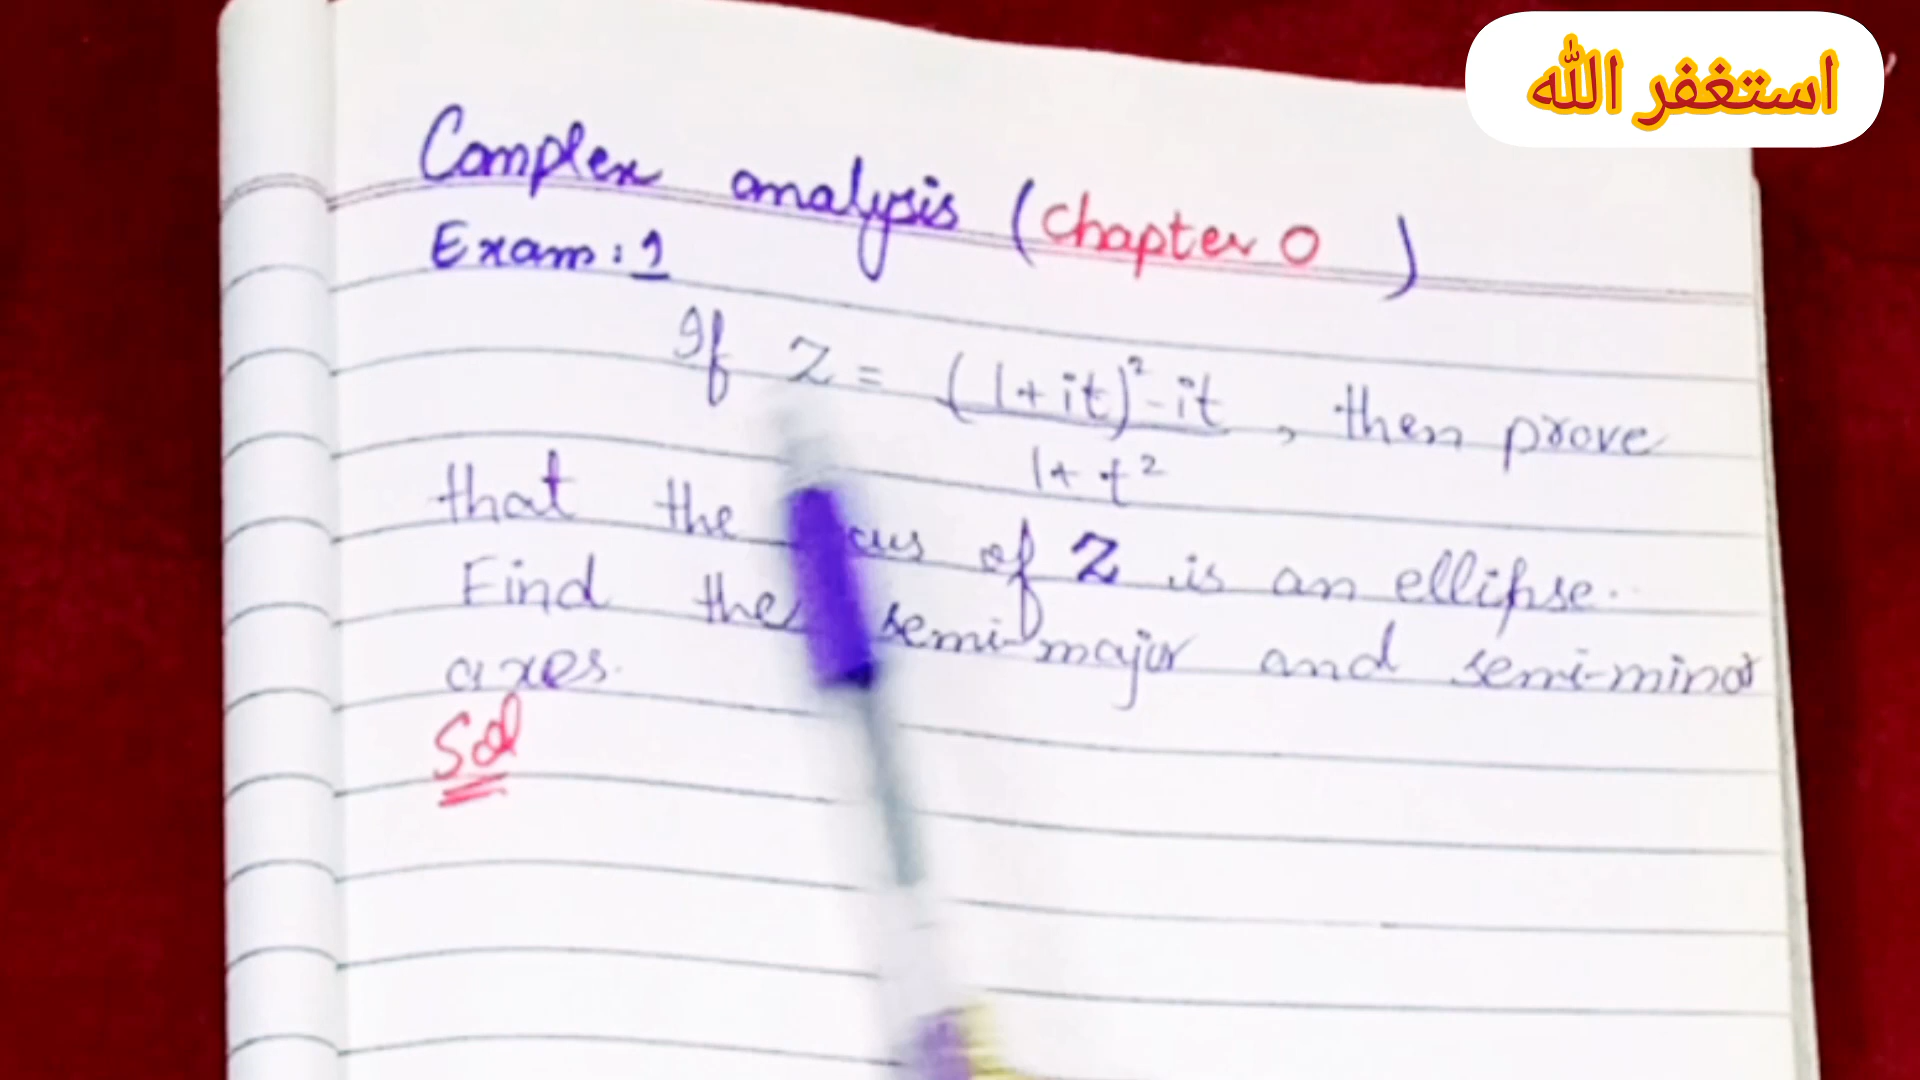 استغفر الله
Complex analysis (Chapter 0)
Exam: 1
If Z = (1+it)² - it , then prove
1+ t²
that the of Z is an ellipse.
Find the semi-major and semi-minor
axes.
Sol